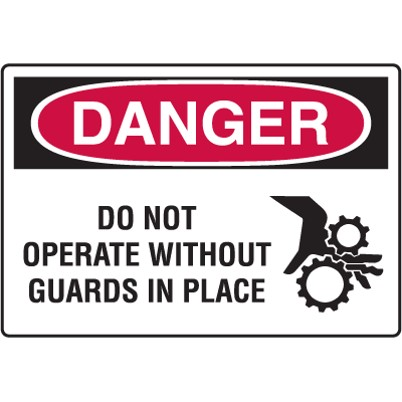 DANGER
DO NOT
OPERATE WITHOUT
GUARDS IN PLACE